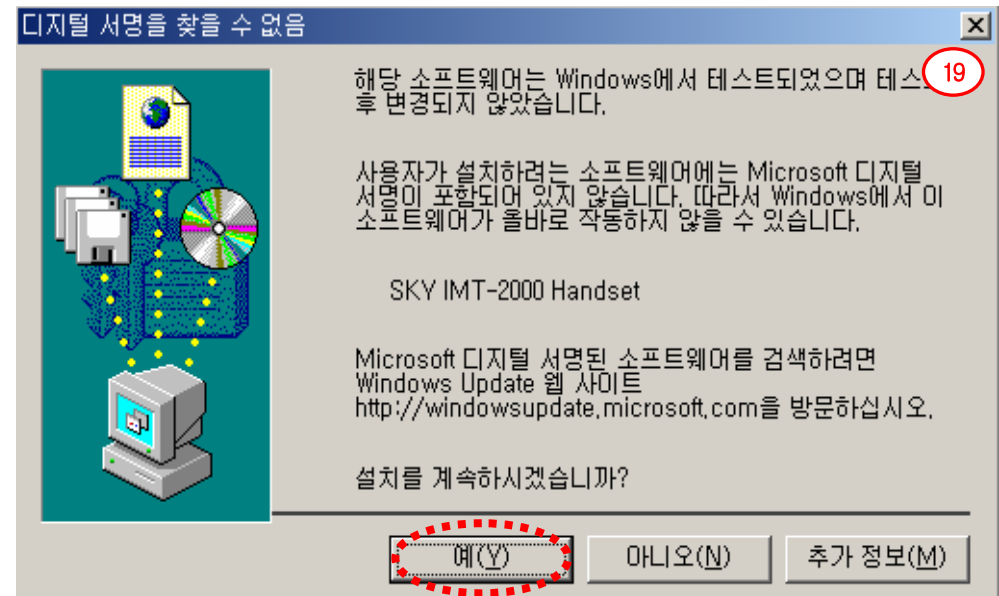 디지털 서명을 찾을 수 없음
19
해당 소프트웨어는 Windows에서 테스트되었으며
후 변경되지 않았습니다.
사용자가 설치하려는 소프트웨어에는 Microsoft 디지털
서명이 포함되어 있지 않습니다. 따라서 Windows에서 이
소프트웨어가 올바로 작동하지 않을 수 있습니다.
SKY IMT-2000 Handset
Microsoft 디지털 서명된 소프트웨어를 검색하려면
Windows Update 웹 사이트
http://windowsupdate.microsoft.com을 방문하십시오.
설치를 계속하시겠습니까?
예(Y)
아니오(N)
추가 정보(M)